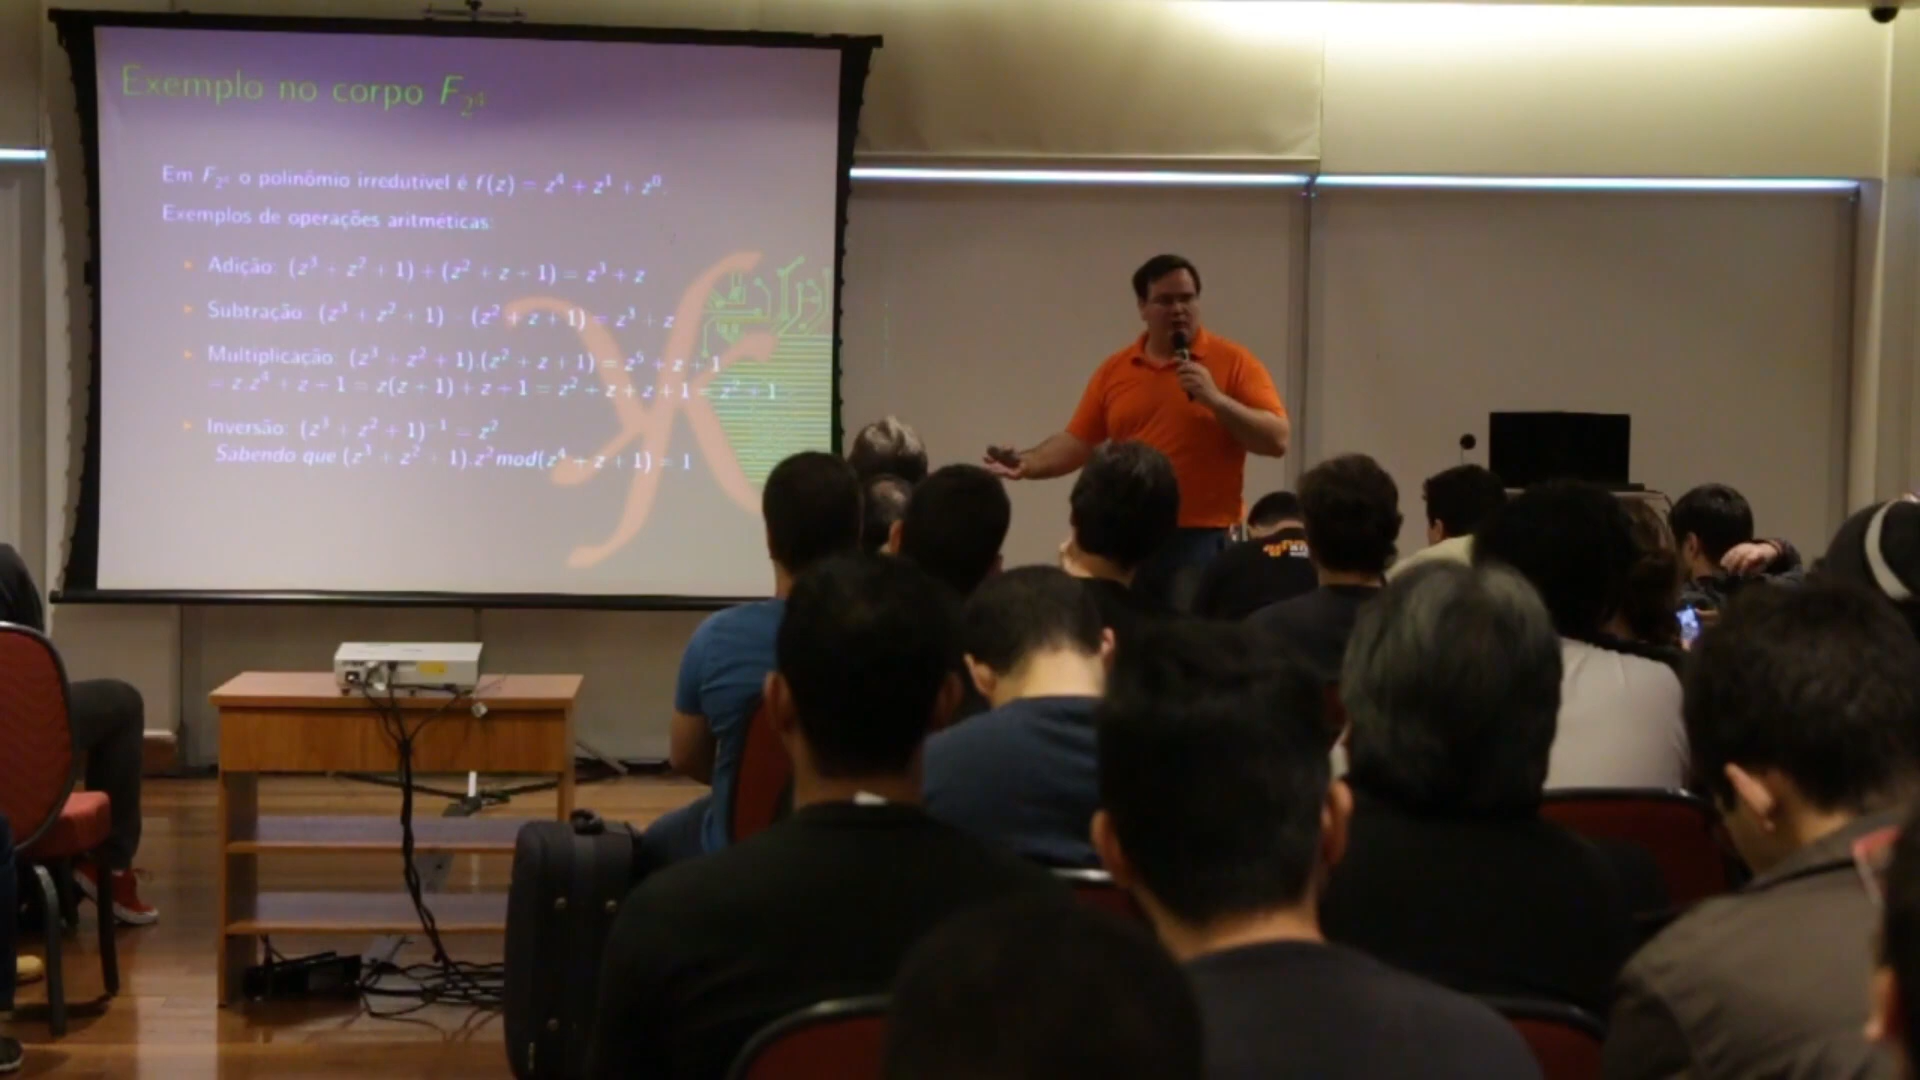 Exemplo no corpo F₂⁴
Em F₂⁴ o polinômio irredutível é f(z) = z⁴ + z¹ + z⁰.
Exemplos de operações aritméticas:
Adição: (z³ + z² + 1) + (z² + z + 1) = z³ + z
Subtração: (z³ + z² + 1) − (z² + z + 1) = z³ + z
Multiplicação: (z³ + z² + 1).(z² + z + 1) = z⁵ + z + 1
= z.z⁴ + z + 1 = z(z + 1) + z + 1 = z² + z + z + 1 = z² + 1
Inversão: (z³ + z² + 1)⁻¹ = z²
Sabendo que (z³ + z² + 1).z² mod(z⁴ + z + 1) = 1